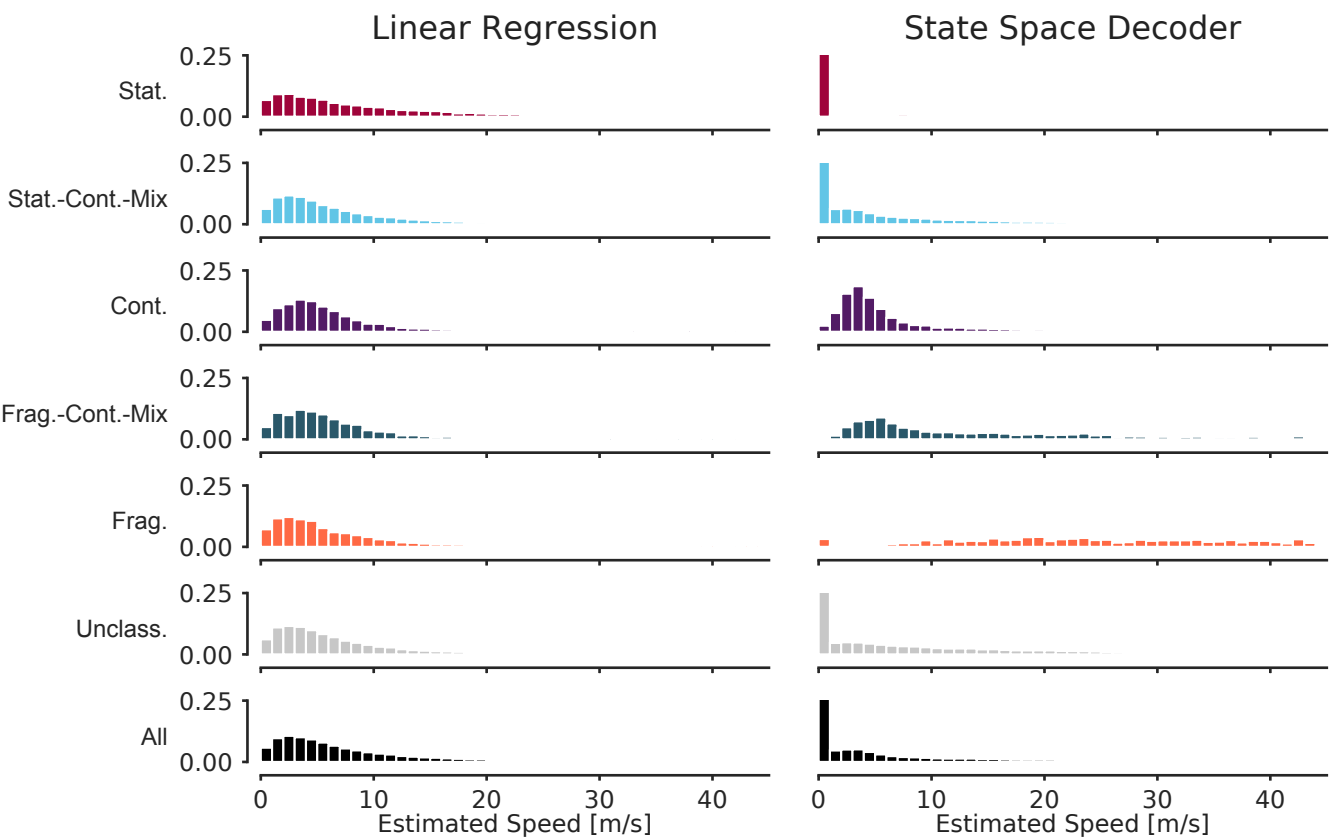 Linear Regression State Space Decoder
0.25
Stat.
0.00
0.25
Stat.-Cont.-Mix
0.00
0.25
Cont.
0.00
0.25
Frag.-Cont.-Mix
0.00
0.25
Frag.
0.00
0.25
Unclass.
0.00
0.25
All
0.00
0 10 20 30 40 0 10 20 30 40
Estimated Speed [m/s] Estimated Speed [m/s]